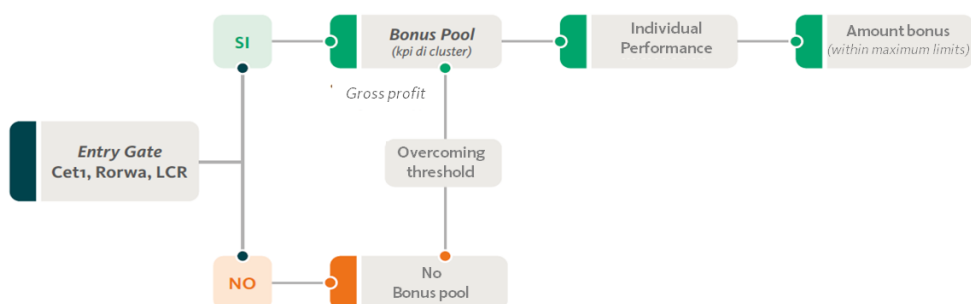 SI
Bonus Pool
(kpi di cluster)
Individual
Performance
Amount bonus
(within maximum limits)
' Gross profit
Entry Gate
Cet1, Rorwa, LCR
Overcoming
threshold
NO
No
Bonus pool